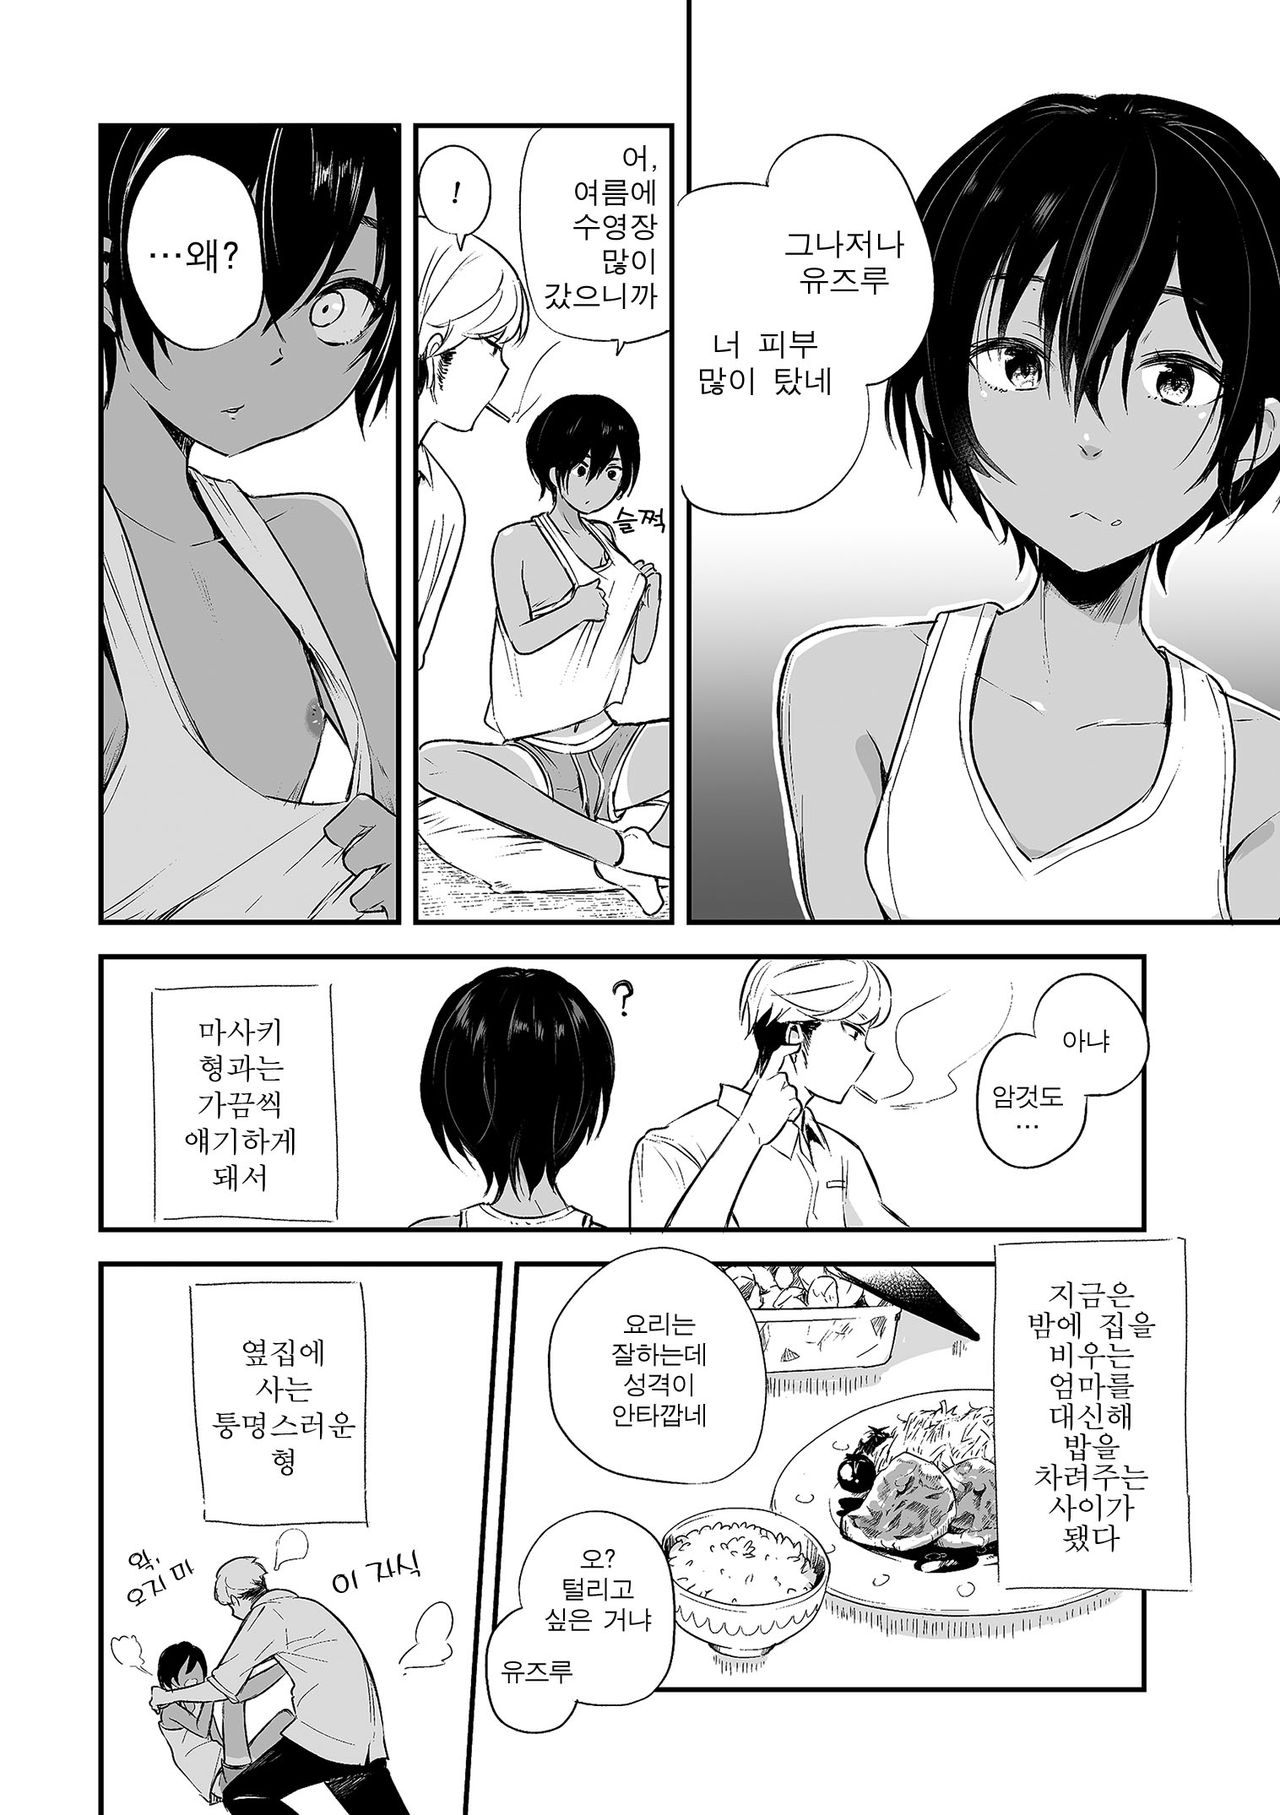 그나저나
유즈루
너 피부
많이 탔네
어,
여름에
수영장
많이
갔으니까
!
슬쩍
…왜?
아냐
암것도
…
?
마사키
형과는
가끔씩
얘기하게
돼서
지금은
밤에 집을
비우는
엄마를
대신해
밥을
차려주는
사이가
됐다
요리는
잘하는데
성격이
안타깝네
오?
털리고
싶은 거냐
유즈루
옆집에
사는
퉁명스러운
형
이 자식
왁,
오지 마